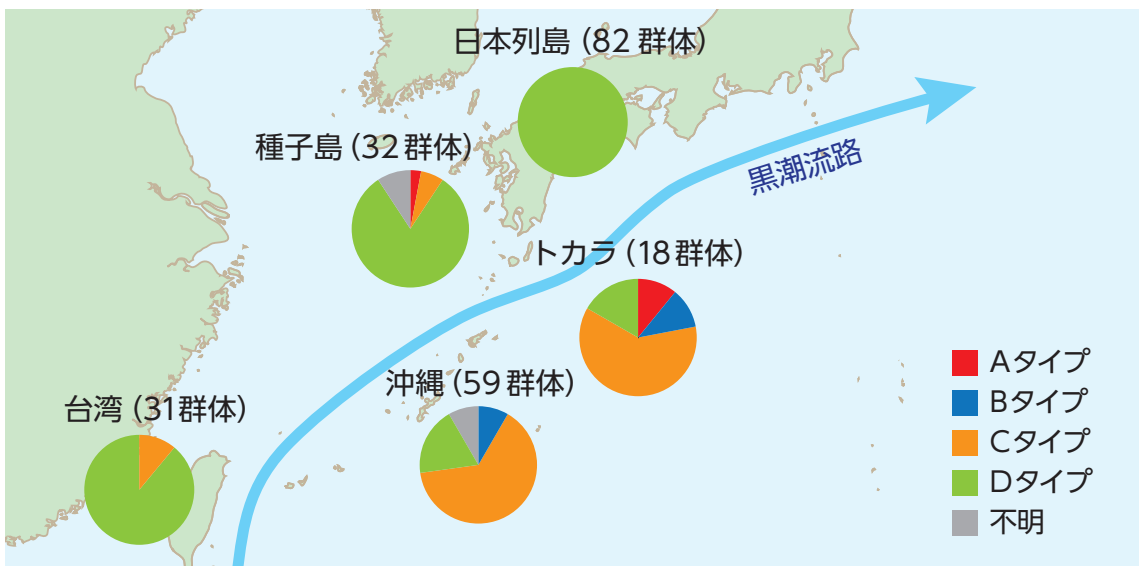 日本列島（82 群体）
種子島（32 群体）
黒潮流路
トカラ（18 群体）
沖縄（59 群体）
台湾（31群体）
Aタイプ
Bタイプ
Cタイプ
Dタイプ
不明